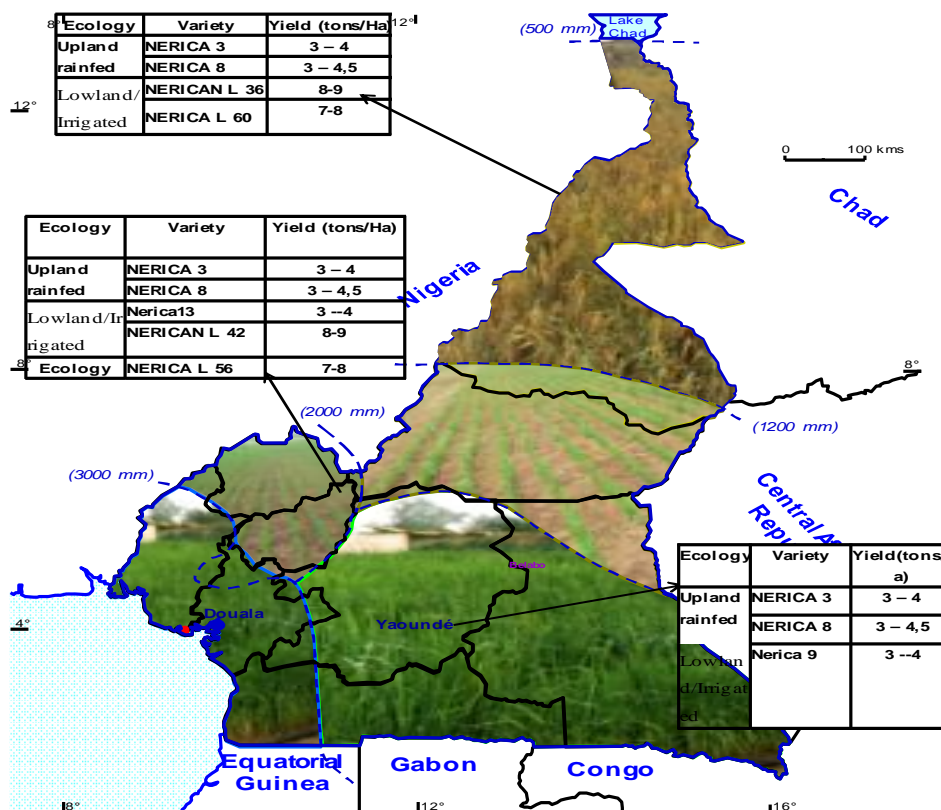 8° 12°
Ecology Variety Yield (tons/Ha)
Upland rainfed NERICA 3 3 – 4
NERICA 8 3 – 4,5
Lowland/ Irrigated NERICAN L 36 8-9
NERICA L 60 7-8
(500 mm)
Lake
Chad
12°
0 100 kms
Chad
Ecology Variety Yield (tons/Ha)
Upland rainfed NERICA 3 3 – 4
NERICA 8 3 – 4,5
Lowland/Ir rigated Nerica13 3 --4
NERICAN L 42 8-9
Ecology NERICA L 56 7-8
Nigeria
8° 8°
(2000 mm)
(1200 mm)
(3000 mm)
Central
Ecology Variety Yield(tons
a)
Upland rainfed NERICA 3 3 – 4
NERICA 8 3 – 4,5
Lowlan d/Irrigat ed Nerica 9 3 --4
Douala
Yaoundé
4°
Equatorial
Guinea
Gabon
Congo
8° 12° 16°